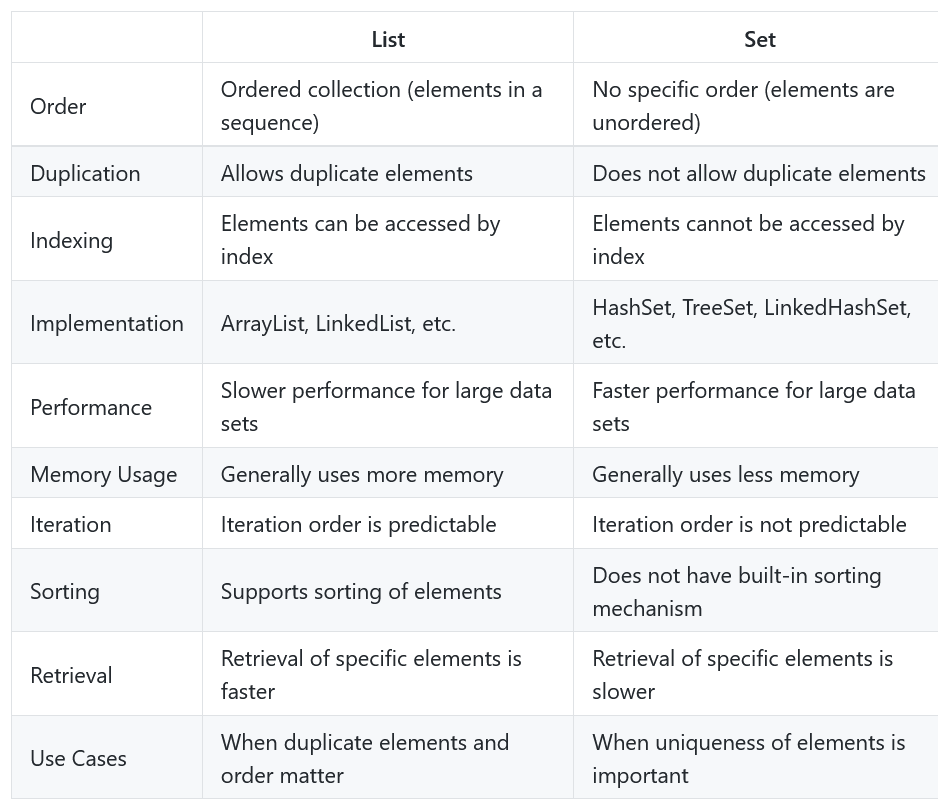 List
Set
Order
Ordered collection (elements in a
sequence)
No specific order (elements are
unordered)
Duplication
Allows duplicate elements
Does not allow duplicate elements
Indexing
Elements can be accessed by
index
Elements cannot be accessed by
index
Implementation
ArrayList, LinkedList, etc.
HashSet, TreeSet, LinkedHashSet,
etc.
Performance
Slower performance for large data
sets
Faster performance for large data
sets
Memory Usage
Generally uses more memory
Generally uses less memory
Iteration
Iteration order is predictable
Iteration order is not predictable
Sorting
Supports sorting of elements
Does not have built-in sorting
mechanism
Retrieval
Retrieval of specific elements is
faster
Retrieval of specific elements is
slower
Use Cases
When duplicate elements and
order matter
When uniqueness of elements is
important